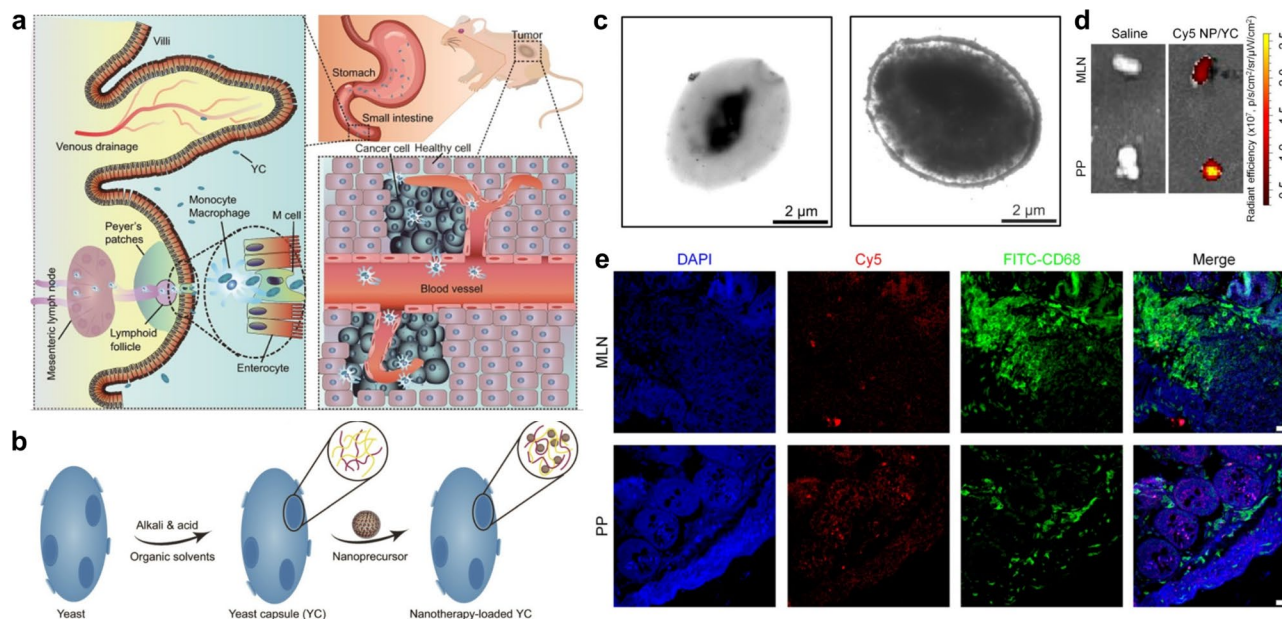 a
Villi
Venous drainage
YC
Monocyte
Macrophage
M cell
Peyer's
patches
Mesenteric lymph node
Lymphoid
follicle
Enterocyte
Stomach
Small intestine
Tumor
Cancer cell
Healthy cell
Blood vessel
b
Alkali & acid
Organic solvents
Nanoprecursor
Yeast
Yeast capsule (YC)
Nanotherapy-loaded YC
c
2 μm
2 μm
d
Saline
Cy5 NP/YC
MLN
PP
Radiant efficiency (x10⁷, p/s/cm²/sr/μW/cm²)
1.0
e
DAPI
Cy5
FITC-CD68
Merge
MLN
PP